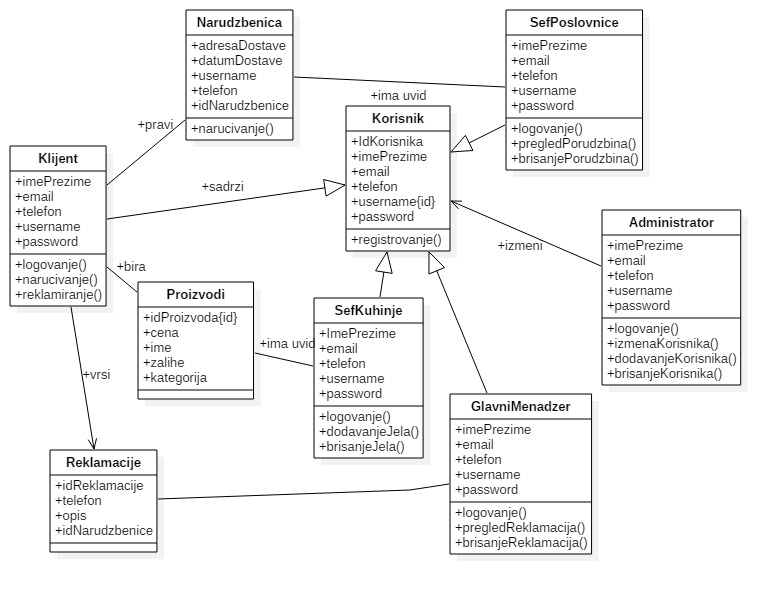 Narudzbenica
+adresaDostave
+datumDostave
+username
+telefon
+idNarudzbenice
+narucivanje()
SefPoslovnice
+imePrezime
+email
+telefon
+username
+password
+logovanje()
+pregledPorudzbina()
+brisanjePorudzbina()
+ima uvid
+pravi
Korisnik
+IdKorisnika
+imePrezime
+email
+telefon
+username{id}
+password
+registrovanje()
Klijent
+imePrezime
+email
+telefon
+username
+password
+logovanje()
+narucivanje()
+reklamiranje()
+sadrzi
Administrator
+imePrezime
+email
+telefon
+username
+password
+logovanje()
+izmenaKorisnika()
+dodavanjeKorisnika()
+brisanjeKorisnika()
+izmeni
+bira
Proizvodi
+idProizvoda{id}
+cena
+ime
+zalihe
+kategorija
+ima uvid
SefKuhinje
+ImePrezime
+email
+telefon
+username
+password
+logovanje()
+dodavanjeJela()
+brisanjeJela()
+vrsi
GlavniMenadzer
+imePrezime
+email
+telefon
+username
+password
+logovanje()
+pregledReklamacija()
+brisanjeReklamacija()
Reklamacije
+idReklamacije
+telefon
+opis
+idNarudzbenice